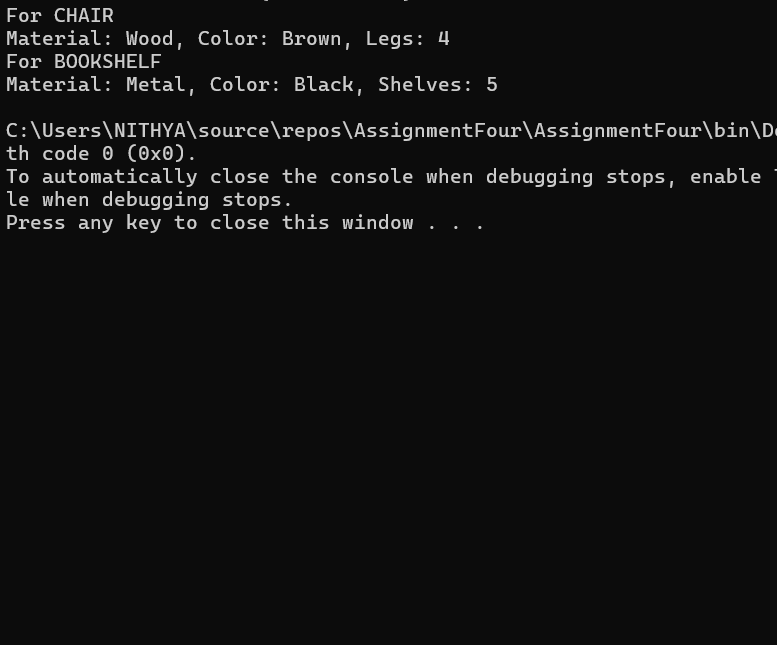 For CHAIR
Material: Wood, Color: Brown, Legs: 4
For BOOKSHELF
Material: Metal, Color: Black, Shelves: 5
C:\Users\NITHYA\source\repos\AssignmentFour\AssignmentFour\bin\De
th code 0 (0x0).
To automatically close the console when debugging stops, enable
le when debugging stops.
Press any key to close this window . . .